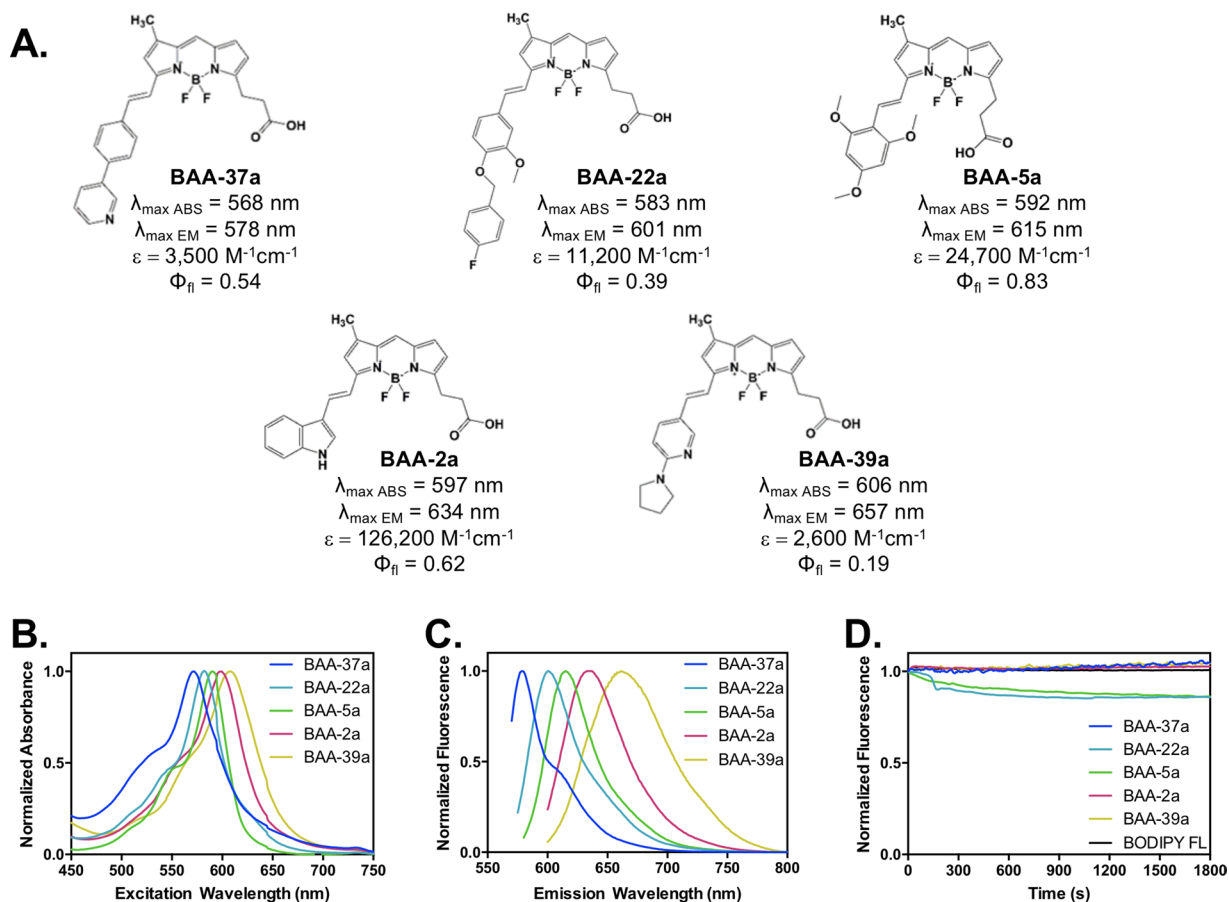 A.
H₃C
N N
B
F F
O OH
N
BAA-37a
λmax ABS = 568 nm
λmax EM = 578 nm
ε = 3,500 M⁻¹cm⁻¹
Φfl = 0.54
H₃C
N N
B
F F
O OH
O
O
F
BAA-22a
λmax ABS = 583 nm
λmax EM = 601 nm
ε = 11,200 M⁻¹cm⁻¹
Φfl = 0.39
H₃C
N N
B
F F
O O
O
HO O
BAA-5a
λmax ABS = 592 nm
λmax EM = 615 nm
ε = 24,700 M⁻¹cm⁻¹
Φfl = 0.83
H₃C
N N
B
F F
O OH
N
H
BAA-2a
λmax ABS = 597 nm
λmax EM = 634 nm
ε = 126,200 M⁻¹cm⁻¹
Φfl = 0.62
H₃C
N N
B
F F
O OH
N
N
BAA-39a
λmax ABS = 606 nm
λmax EM = 657 nm
ε = 2,600 M⁻¹cm⁻¹
Φfl = 0.19
B.
Normalized Absorbance
1.0
0.5
0.0
450 500 550 600 650 700 750
Excitation Wavelength (nm)
BAA-37a
BAA-22a
BAA-5a
BAA-2a
BAA-39a
C.
Normalized Fluorescence
1.0
0.5
0.0
550 600 650 700 750 800
Emission Wavelength (nm)
BAA-37a
BAA-22a
BAA-5a
BAA-2a
BAA-39a
D.
Normalized Fluorescence
1.0
0.5
0.0
0 300 600 900 1200 1500 1800
Time (s)
BAA-37a
BAA-22a
BAA-5a
BAA-2a
BAA-39a
BODIPY FL